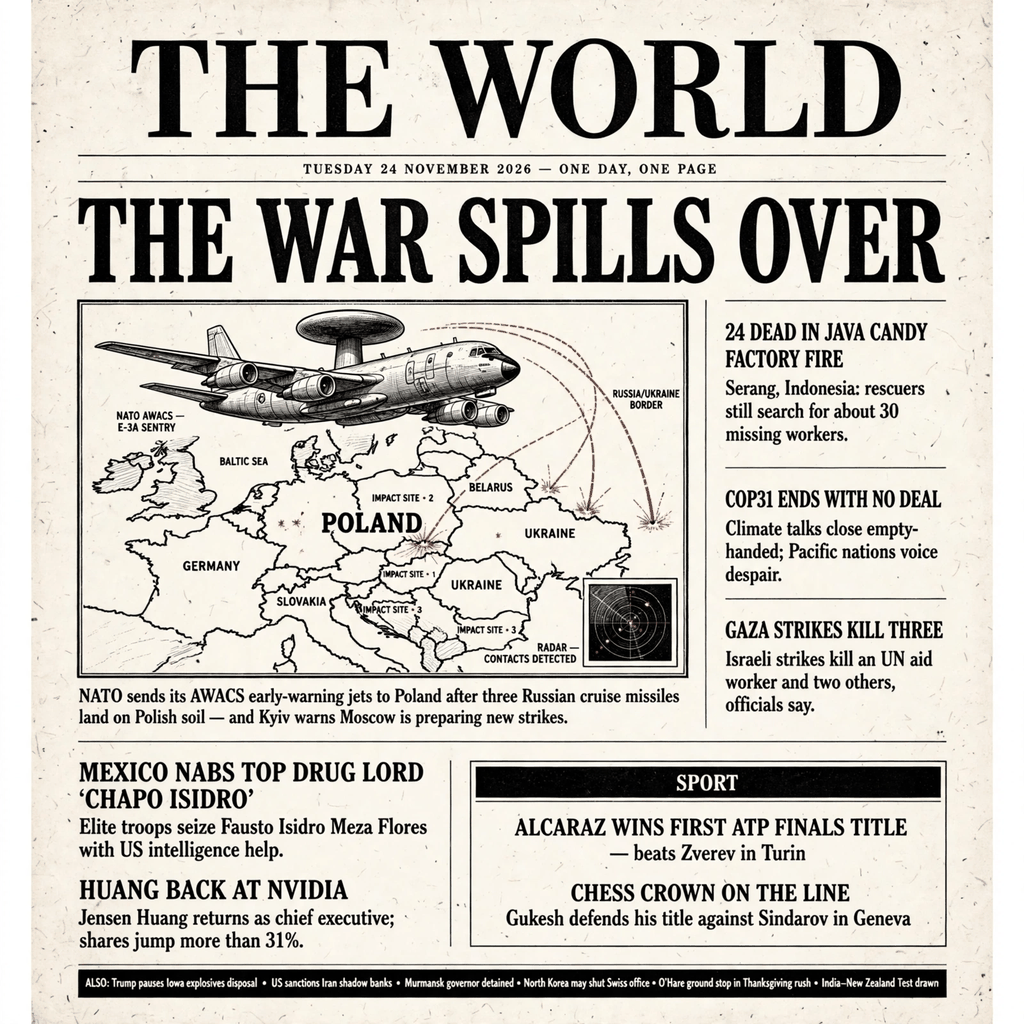 THE WORLD
TUESDAY 24 NOVEMBER 2026 — ONE DAY, ONE PAGE
THE WAR SPILLS OVER
NATO AWACS —
E-3A SENTRY
BALTIC SEA
RUSSIA/UKRAINE
BORDER
IMPACT SITE • 2
BELARUS
POLAND
UKRAINE
GERMANY
IMPACT SITE • 1
UKRAINE
SLOVAKIA
IMPACT SITE • 3
IMPACT SITE • 3
RADAR —
CONTACTS DETECTED
NATO sends its AWACS early-warning jets to Poland after three Russian cruise missiles
land on Polish soil — and Kyiv warns Moscow is preparing new strikes.
24 DEAD IN JAVA CANDY
FACTORY FIRE
Serang, Indonesia: rescuers
still search for about 30
missing workers.
COP31 ENDS WITH NO DEAL
Climate talks close empty-
handed; Pacific nations voice
despair.
GAZA STRIKES KILL THREE
Israeli strikes kill an UN aid
worker and two others,
officials say.
MEXICO NABS TOP DRUG LORD
‘CHAPO ISIDRO’
Elite troops seize Fausto Isidro Meza Flores
with US intelligence help.
HUANG BACK AT NVIDIA
Jensen Huang returns as chief executive;
shares jump more than 31%.
SPORT
ALCARAZ WINS FIRST ATP FINALS TITLE
— beats Zverev in Turin
CHESS CROWN ON THE LINE
Gukesh defends his title against Sindarov in Geneva
ALSO: Trump pauses Iowa explosives disposal • US sanctions Iran shadow banks • Murmansk governor detained • North Korea may shut Swiss office • O’Hare ground stop in Thanksgiving rush • India–New Zealand Test drawn